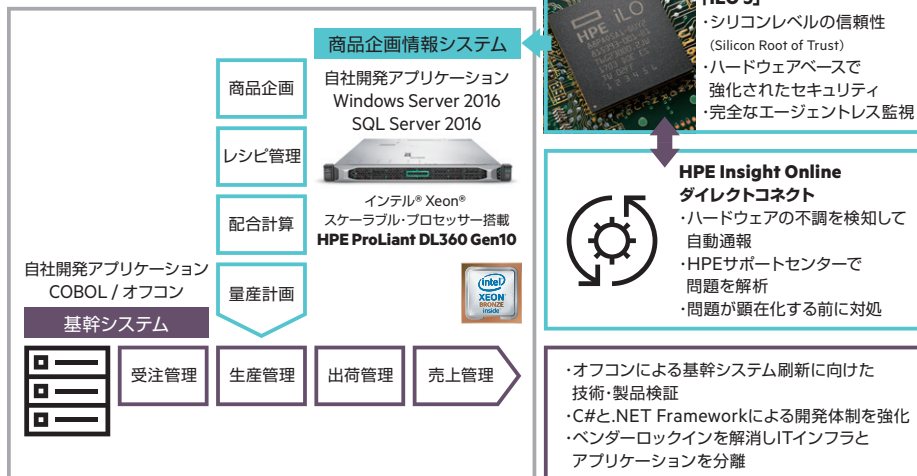 商品企画情報システム
自社開発アプリケーション
Windows Server 2016
SQL Server 2016
インテル® Xeon®
スケーラブル・プロセッサー搭載
HPE ProLiant DL360 Gen10
intel
XEON
BRONZE
inside
商品企画
レシピ管理
配合計算
量産計画
自社開発アプリケーション
COBOL / オフコン
基幹システム
受注管理
生産管理
出荷管理
売上管理
HPE iLO
・シリコンレベルの信頼性
(Silicon Root of Trust)
・ハードウェアベースで
強化されたセキュリティ
・完全なエージェントレス監視
HPE Insight Online
ダイレクトコネクト
・ハードウェアの不調を検知して
自動通報
・HPEサポートセンターで
問題を解析
・問題が顕在化する前に対処
・オフコンによる基幹システム刷新に向けた
技術・製品検証
・C#と.NET Frameworkによる開発体制を強化
・ベンダーロックインを解消しITインフラと
アプリケーションを分離